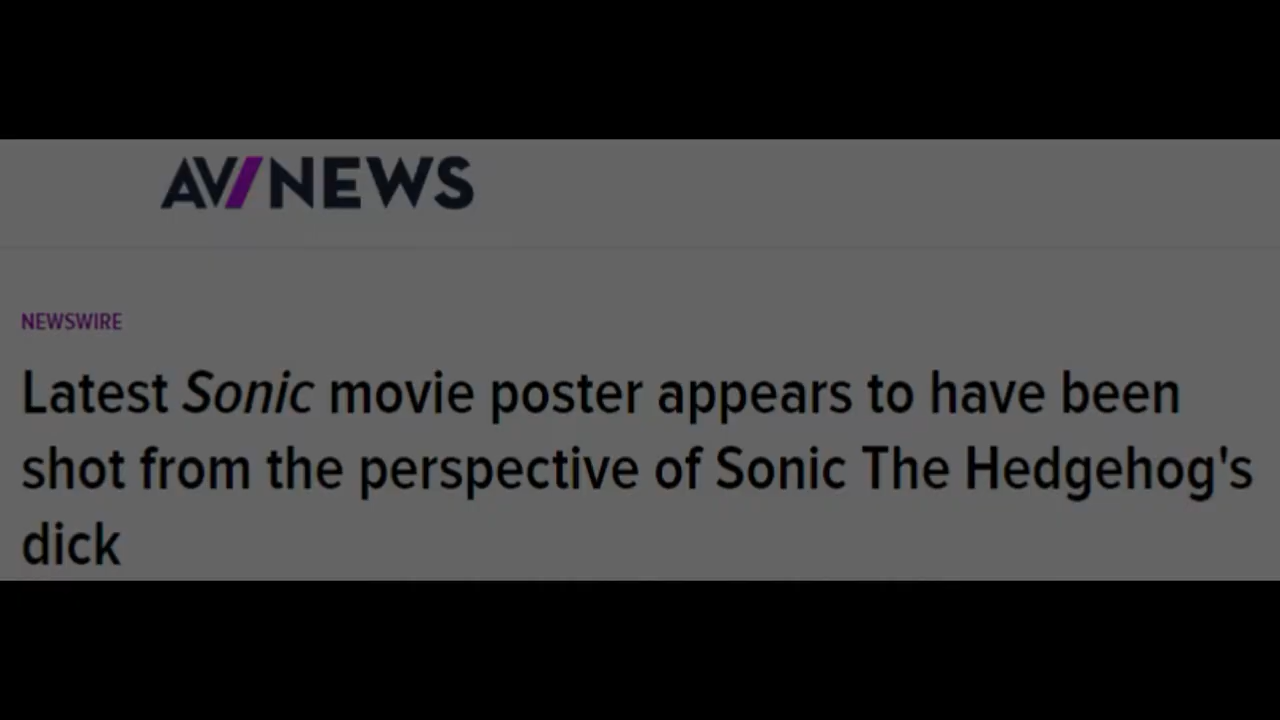 AV/NEWS
NEWSWIRE
Latest Sonic movie poster appears to have been
shot from the perspective of Sonic The Hedgehog's
dick